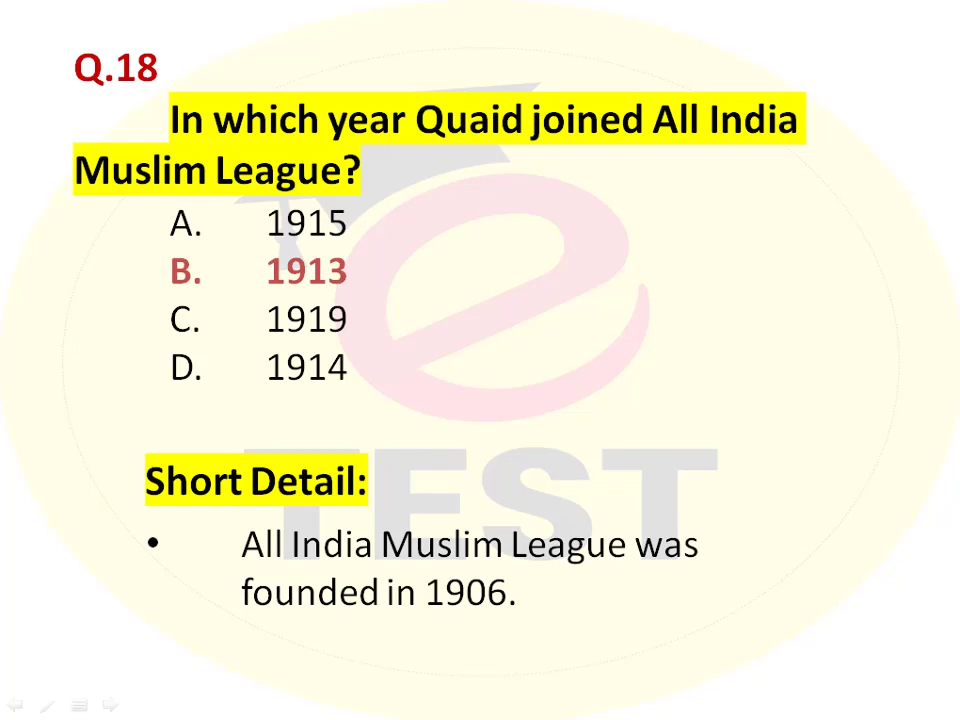 Q.18
In which year Quaid joined All India
Muslim League?
A. 1915
B. 1913
C. 1919
D. 1914
Short Detail:
• All India Muslim League was
founded in 1906.
e
TEST